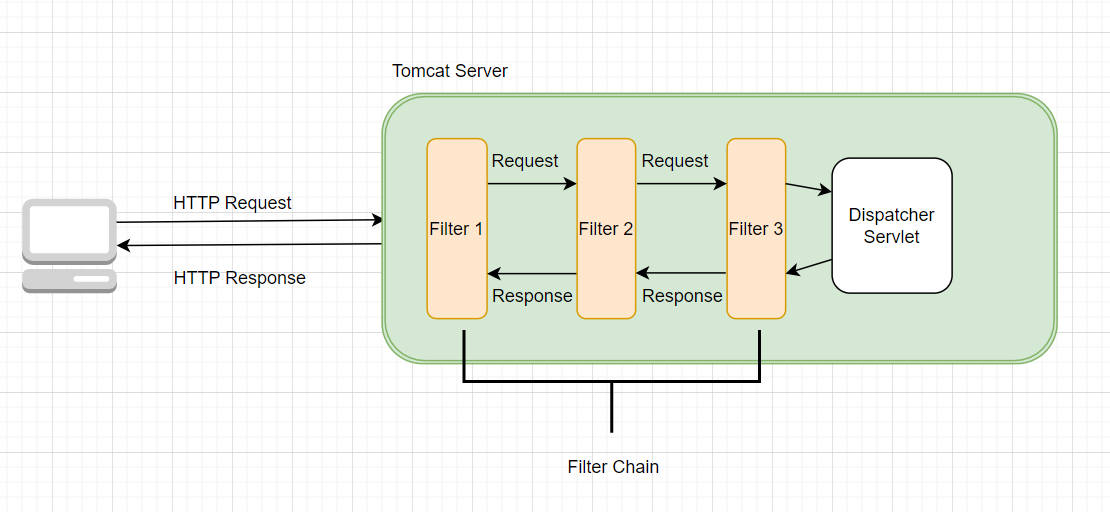 Tomcat Server
HTTP Request
HTTP Response
Filter 1
Request
Response
Filter 2
Request
Response
Filter 3
Dispatcher
Servlet
Filter Chain